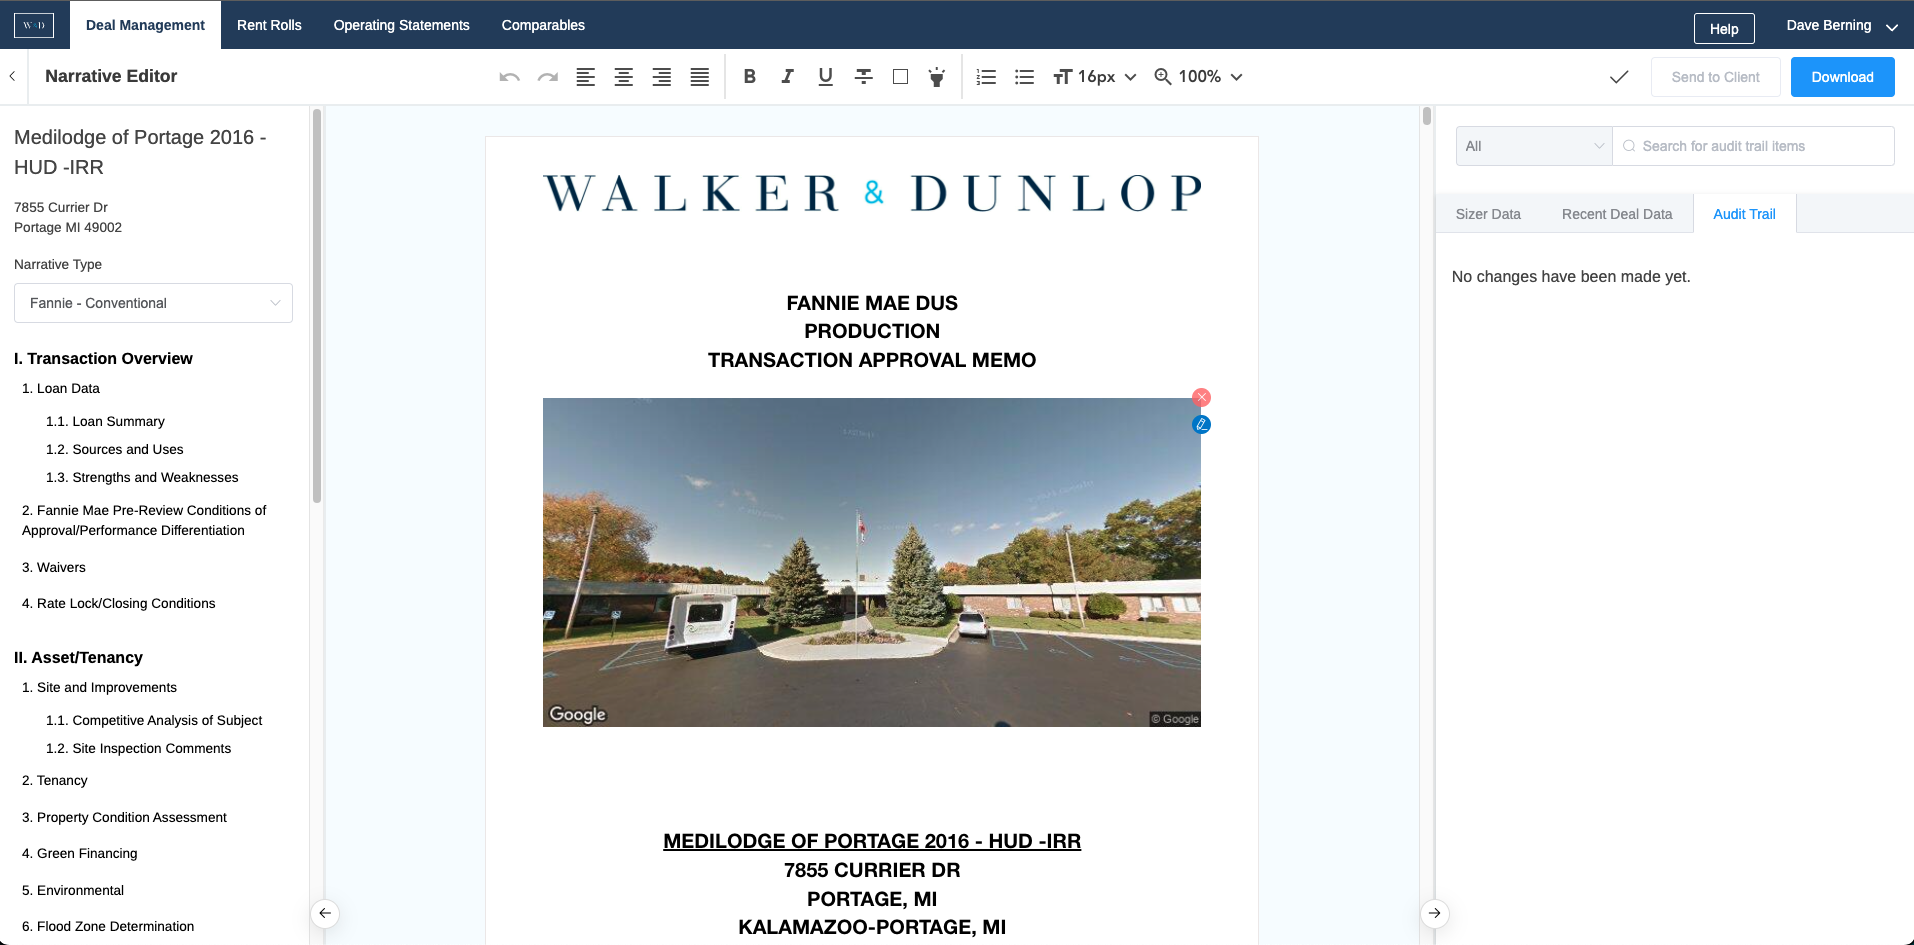 W&D
Deal Management
Rent Rolls
Operating Statements
Comparables
Help
Dave Berning
Narrative Editor
B I U
16px
100%
Send to Client
Download
Medilodge of Portage 2016 -
HUD -IRR
7855 Currier Dr
Portage MI 49002
Narrative Type
Fannie - Conventional
I. Transaction Overview
1. Loan Data
1.1. Loan Summary
1.2. Sources and Uses
1.3. Strengths and Weaknesses
2. Fannie Mae Pre-Review Conditions of
Approval/Performance Differentiation
3. Waivers
4. Rate Lock/Closing Conditions
II. Asset/Tenancy
1. Site and Improvements
1.1. Competitive Analysis of Subject
1.2. Site Inspection Comments
2. Tenancy
3. Property Condition Assessment
4. Green Financing
5. Environmental
6. Flood Zone Determination
WALKER & DUNLOP
FANNIE MAE DUS
PRODUCTION
TRANSACTION APPROVAL MEMO
Google
© Google
MEDILODGE OF PORTAGE 2016 - HUD -IRR
7855 CURRIER DR
PORTAGE, MI
KALAMAZOO-PORTAGE, MI
All
Search for audit trail items
Sizer Data
Recent Deal Data
Audit Trail
No changes have been made yet.